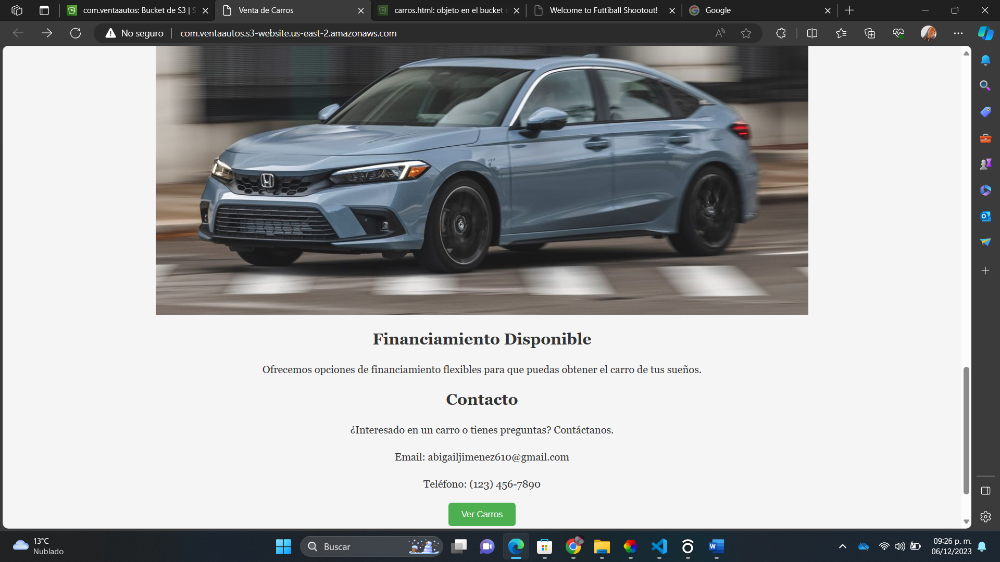 com.ventaautos: Bucket de S3 | S
Venta de Carros
carros.html: objeto en el bucket
Welcome to Futtiball Shootout!
Google
No seguro
com.ventaautos.s3-website.us-east-2.amazonaws.com
Financiamiento Disponible
Ofrecemos opciones de financiamiento flexibles para que puedas obtener el carro de tus sueños.
Contacto
¿Interesado en un carro o tienes preguntas? Contáctanos.
Email: abigailjimenez610@gmail.com
Teléfono: (123) 456-7890
Ver Carros
13°C
Nublado
Buscar
09:26 p. m.
06/12/2023